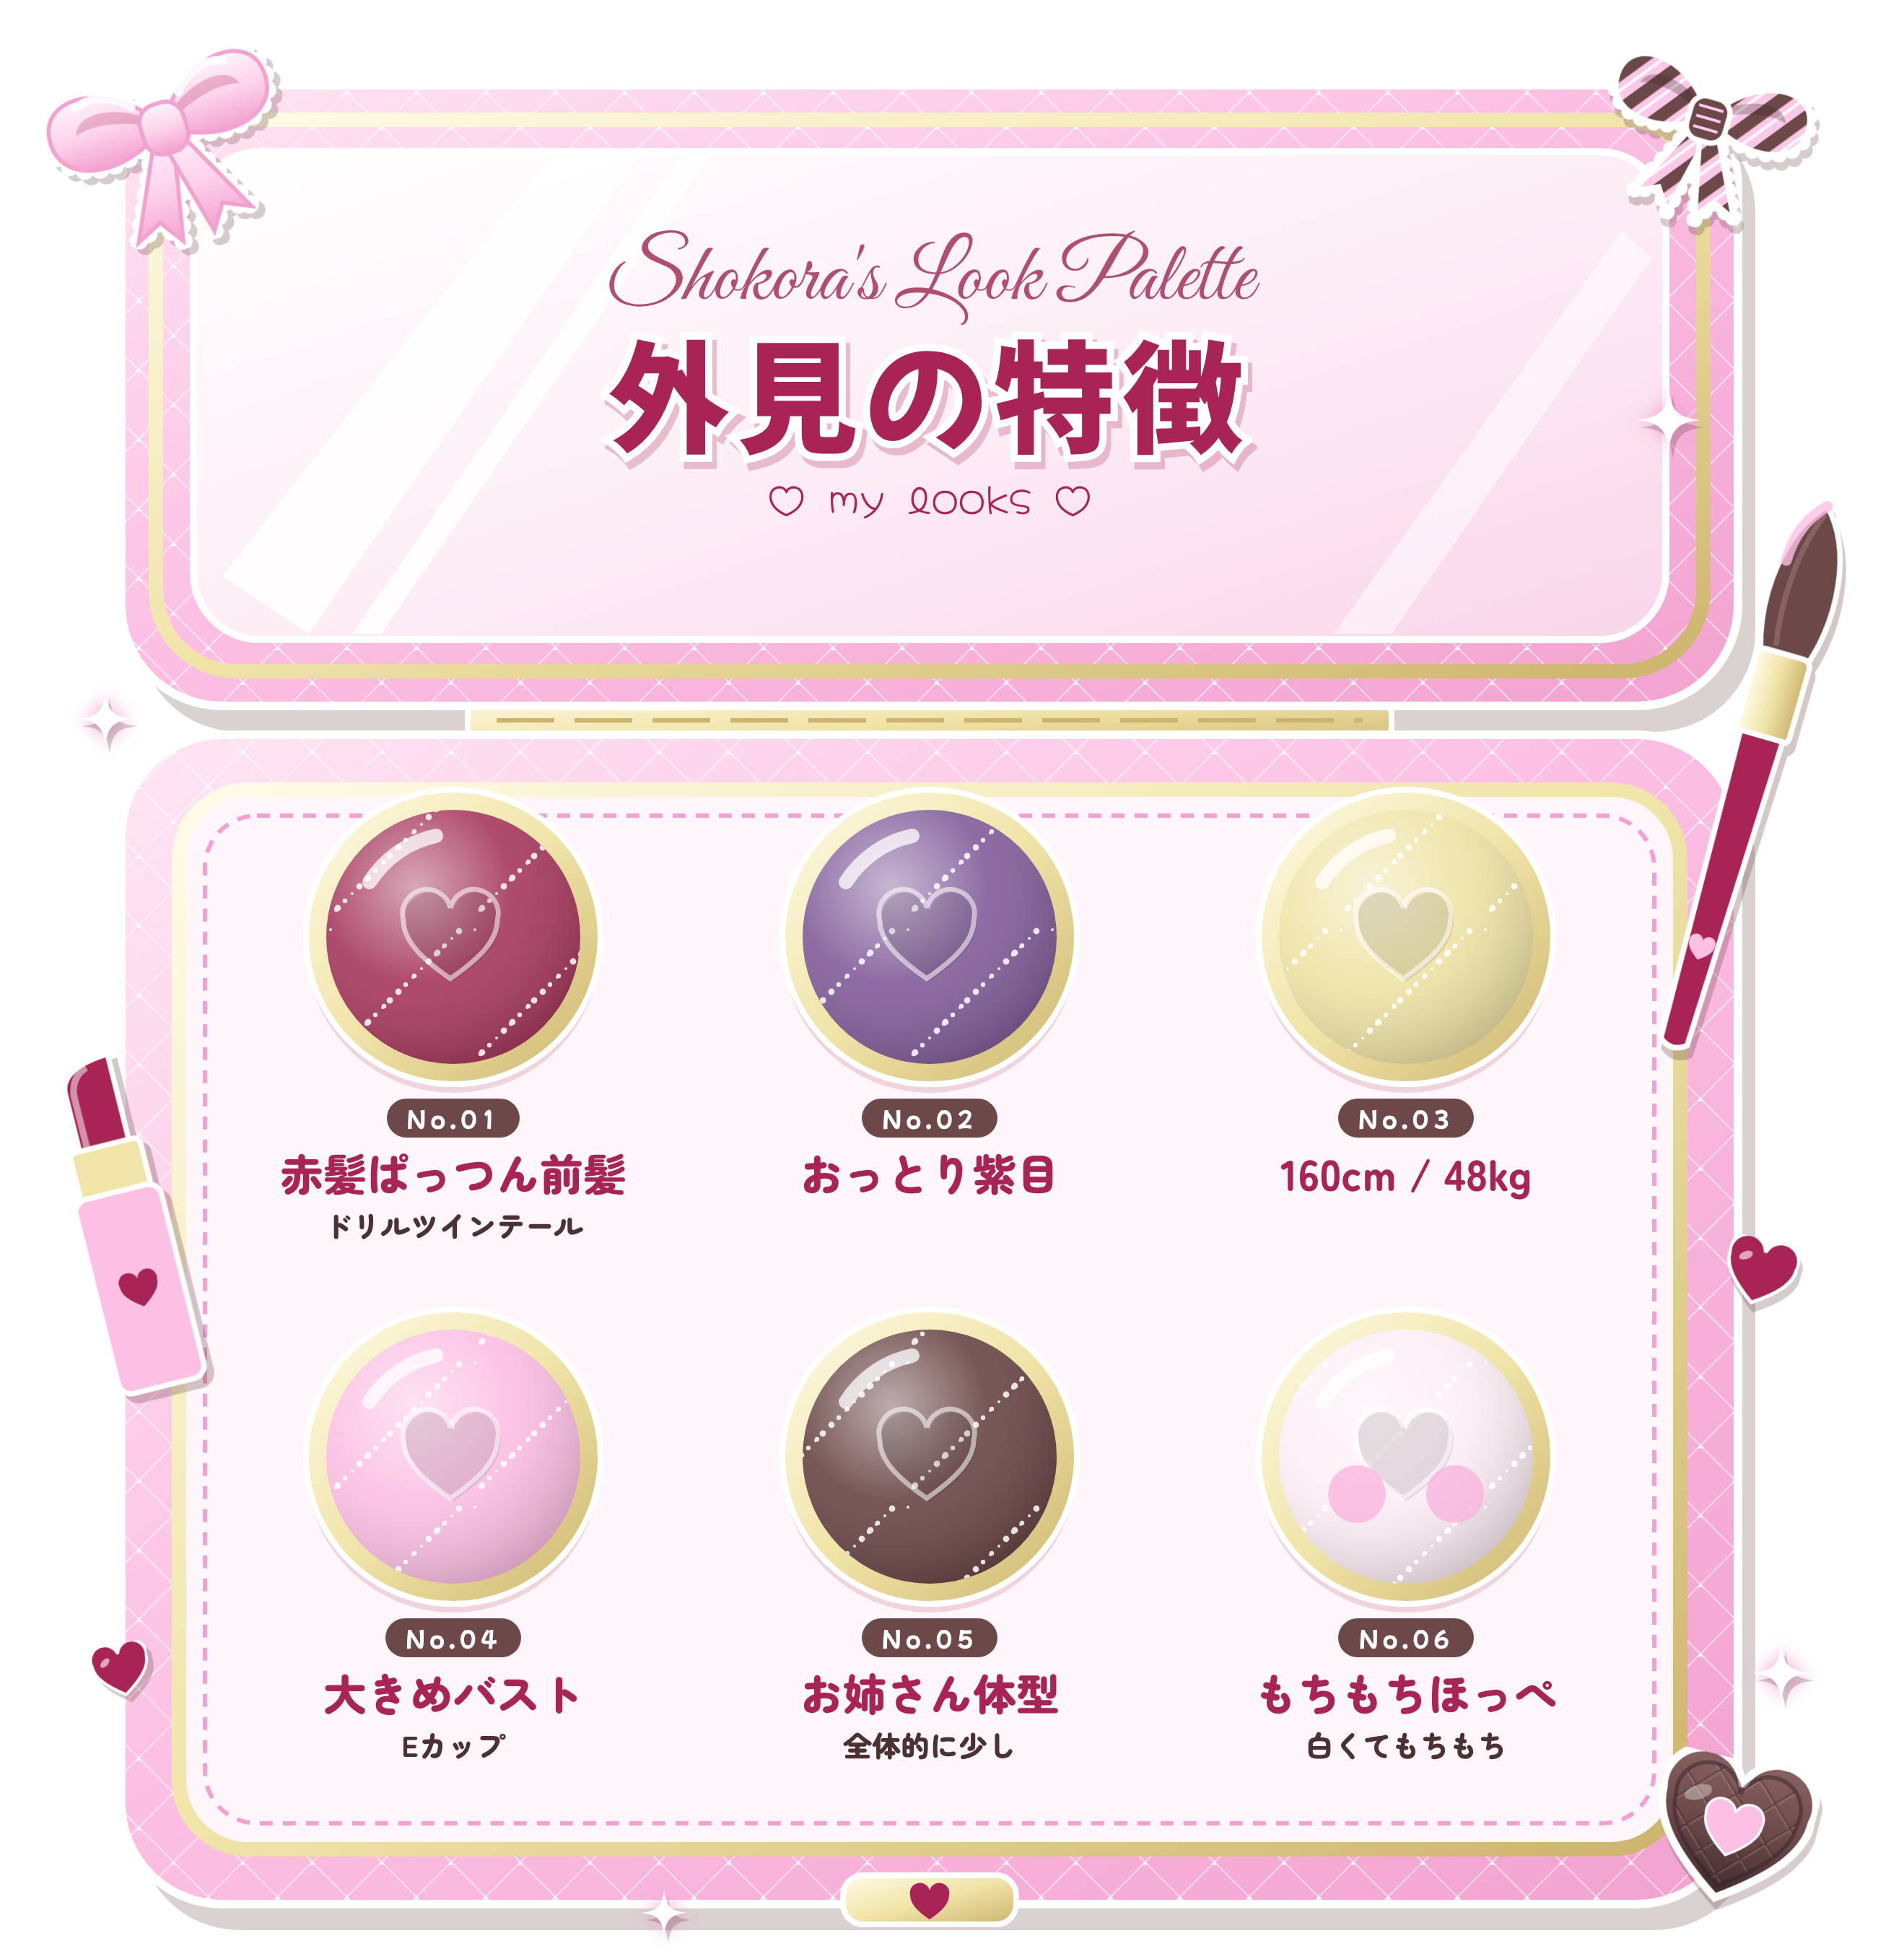 Shokora's Look Palette
外見の特徴
♡ my looks ♡
No.01
赤髪ぱっつん前髪
ドリルツインテール
No.02
おっとり紫目
No.03
160cm / 48kg
No.04
大きめバスト
Eカップ
No.05
お姉さん体型
全体的に少し
No.06
もちもちほっぺ
白くてもちもち